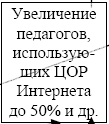 Увеличение
педагогов,
использую-
щих ЦОР
Интернета
до 50% и др.